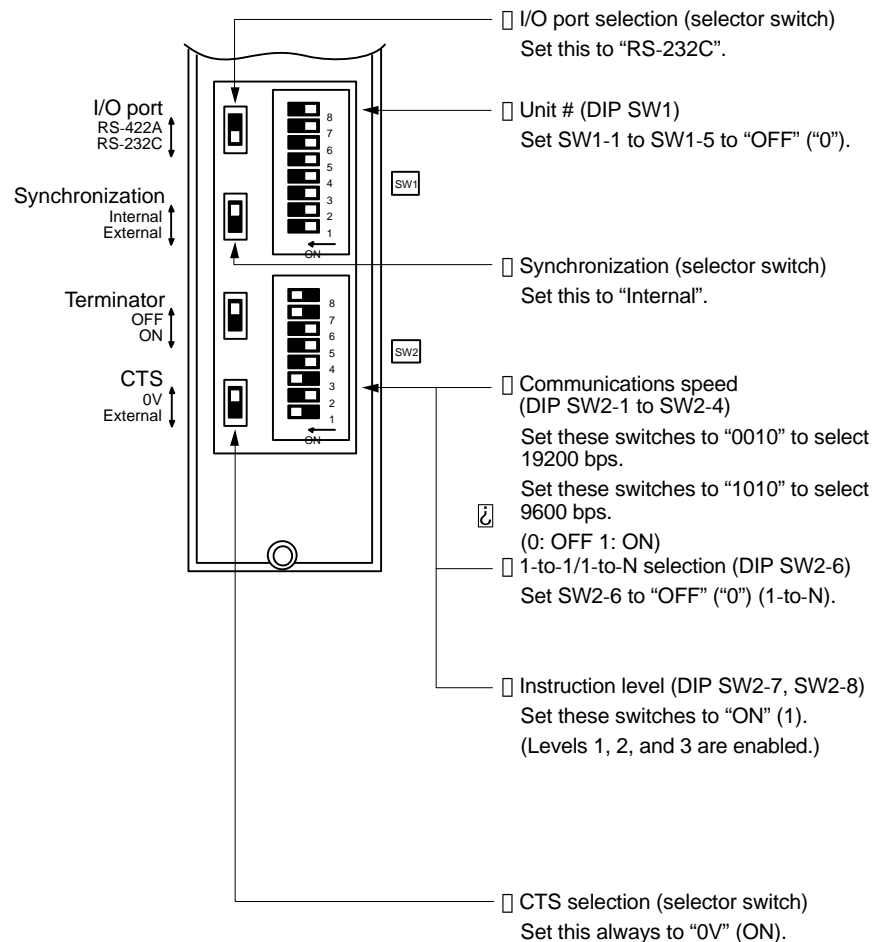 I/O port selection (selector switch)
Set this to “RS-232C”.
I/O port
RS-422A
RS-232C
8
7
6
5
4
3
2
1
ON
SW1
Unit # (DIP SW1)
Set SW1-1 to SW1-5 to “OFF” (“0”).
Synchronization
Internal
External
Synchronization (selector switch)
Set this to “Internal”.
Terminator
OFF
ON
8
7
6
5
4
3
2
1
ON
SW2
CTS
0V
External
Communications speed
(DIP SW2-1 to SW2-4)
Set these switches to “0010” to select
19200 bps.
Set these switches to “1010” to select
¿ 9600 bps.
(0: OFF 1: ON)
1-to-1/1-to-N selection (DIP SW2-6)
Set SW2-6 to “OFF” (“0”) (1-to-N).
Instruction level (DIP SW2-7, SW2-8)
Set these switches to “ON” (1).
(Levels 1, 2, and 3 are enabled.)
CTS selection (selector switch)
Set this always to “0V” (ON).